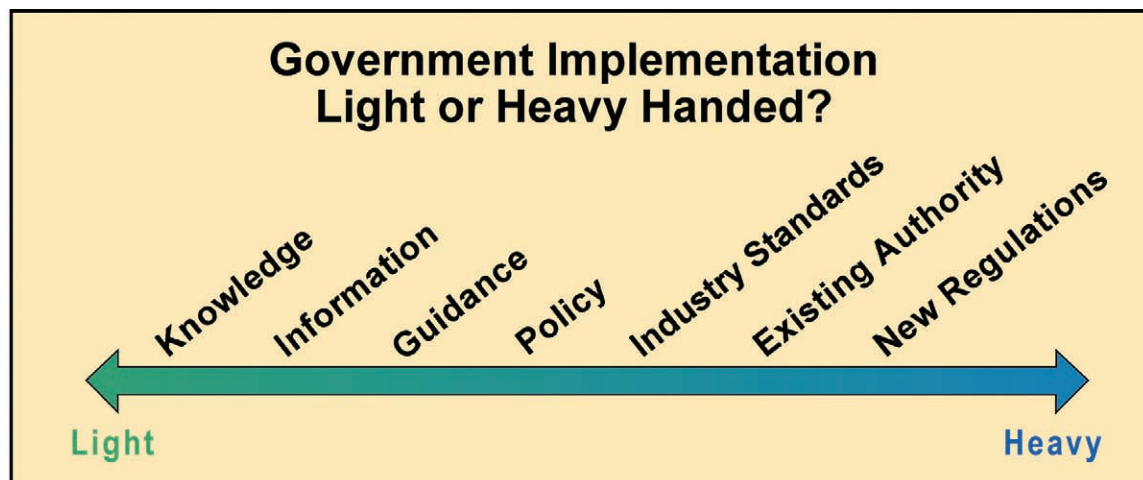 Government Implementation
Light or Heavy Handed?
Knowledge
Information
Guidance
Policy
Industry Standards
Existing Authority
New Regulations
Light
Heavy